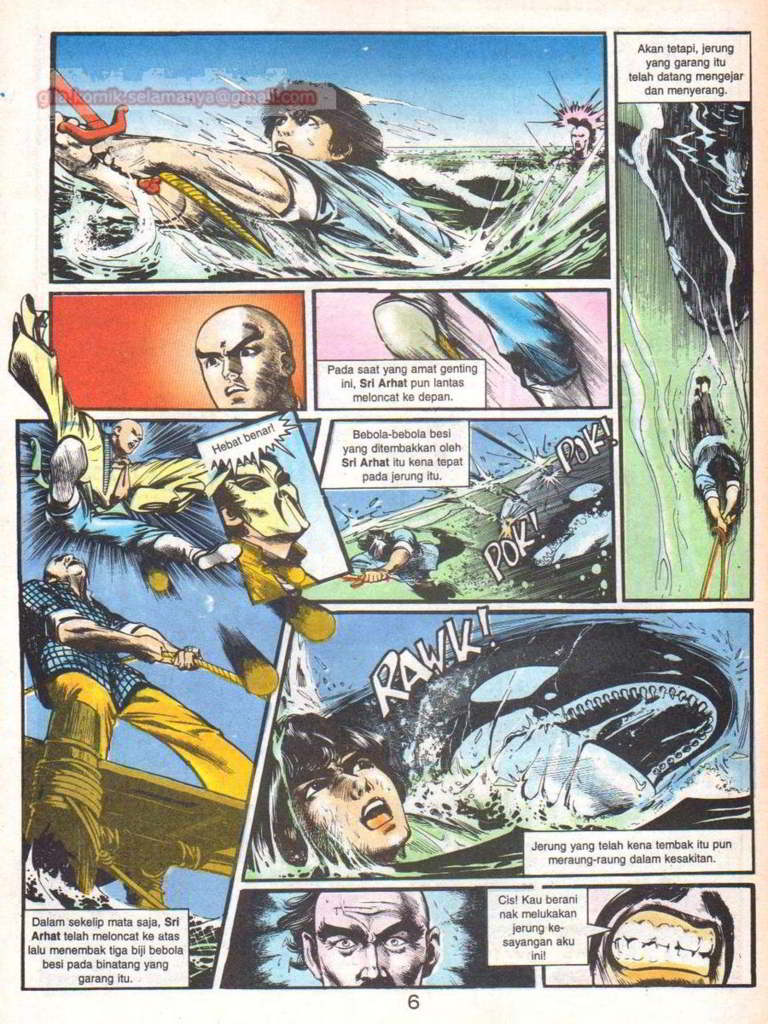 gila.komik.selamanya@gmail.com
Akan tetapi, jerung
yang garang itu
telah datang mengejar
dan menyerang.
Pada saat yang amat genting
ini, Sri Arhat pun lantas
meloncat ke depan.
Hebat benar!
Bebola-bebola besi
yang ditembakkan oleh
Sri Arhat itu kena tepat
pada jerung itu.
POK!
POK!
Dalam sekelip mata saja, Sri
Arhat telah meloncat ke atas
lalu menembak tiga biji bebola
besi pada binatang yang
garang itu.
RAWK!
Jerung yang telah kena tembak itu pun
meraung-raung dalam kesakitan.
Cis! Kau berani
nak melukakan
jerung ke-
sayangan aku
ini!
6